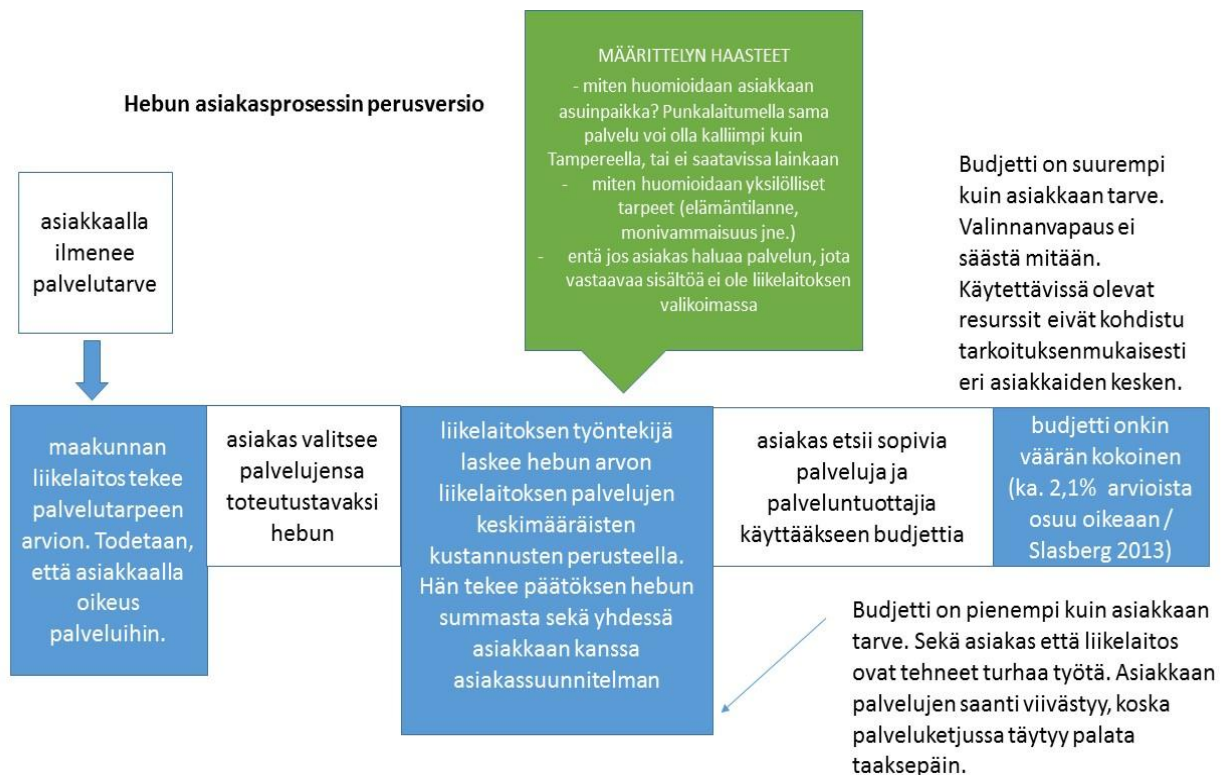 Hebun asiakasprosessin perusversio
MÄÄRITTELYN HAASTEET
- miten huomioidaan asiakkaan
asuinpaikka? Punkalaitumella sama
palvelu voi olla kalliimpi kuin
Tampereella, tai ei saatavissa lainkaan
- miten huomioidaan yksilölliset
tarpeet (elämäntilanne,
monivammaisuus jne.)
- entä jos asiakas haluaa palvelun, jota
vastaavaa sisältöä ei ole liikelaitoksen
valikoimassa
asiakkaalla
ilmenee
palvelutarve
Budjetti on suurempi
kuin asiakkaan tarve.
Valinnanvapaus ei
säästä mitään.
Käytettävissä olevat
resurssit eivät kohdistu
tarkoituksenmukaisesti
eri asiakkaiden kesken.
maakunnan
liikelaitos tekee
palvelutarpeen
arvion. Todetaan,
että asiakkaalla
oikeus
palveluihin.
asiakas valitsee
palvelujensa
toteutustavaksi
hebun
liikelaitoksen työntekijä
laskee hebun arvon
liikelaitoksen palvelujen
keskimääräisten
kustannusten perusteella.
Hän tekee päätöksen hebun
summasta sekä yhdessä
asiakkaan kanssa
asiakassuunnitelman
asiakas etsii sopivia
palveluja ja
palveluntuottajia
käyttääkseen budjettia
budjetti onkin
väärän kokoinen
(ka. 2,1% arvioista
osuu oikeaan /
Slasberg 2013)
Budjetti on pienempi kuin asiakkaan
tarve. Sekä asiakas että liikelaitos
ovat tehneet turhaa työtä. Asiakkaan
palvelujen saanti viivästyy, koska
palveluketjussa täytyy palata
taaksepäin.